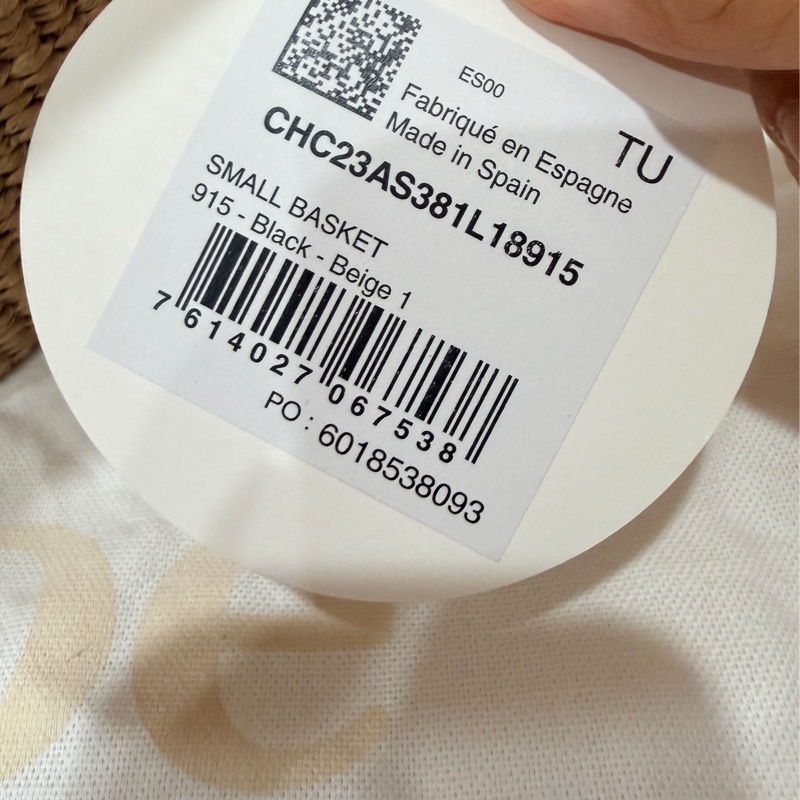 ES00
Fabriqué en Espagne
Made in Spain
TU
CHC23AS381L18915
SMALL BASKET
915 - Black - Beige 1
7 614027 067538
PO : 6018538093